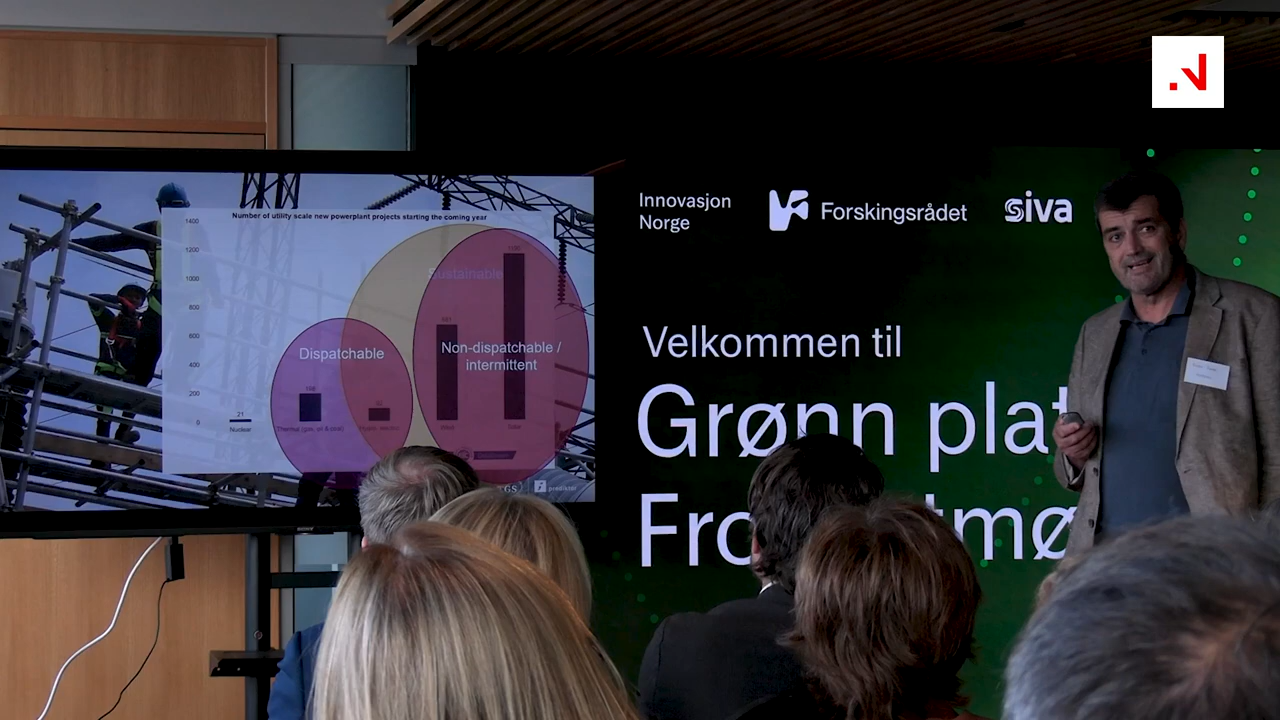 Number of utility scale new powerplant projects starting the coming year
1400
1200
1000
800
600
400
200
0
Sustainable
Dispatchable
Non-dispatchable /
intermittent
21
Nuclear
Thermal (gas, oil & coal)
prediktor
Innovasjon
Norge
Forskingsrådet
siva
Velkommen til
Grønn plat
Fro
tmø